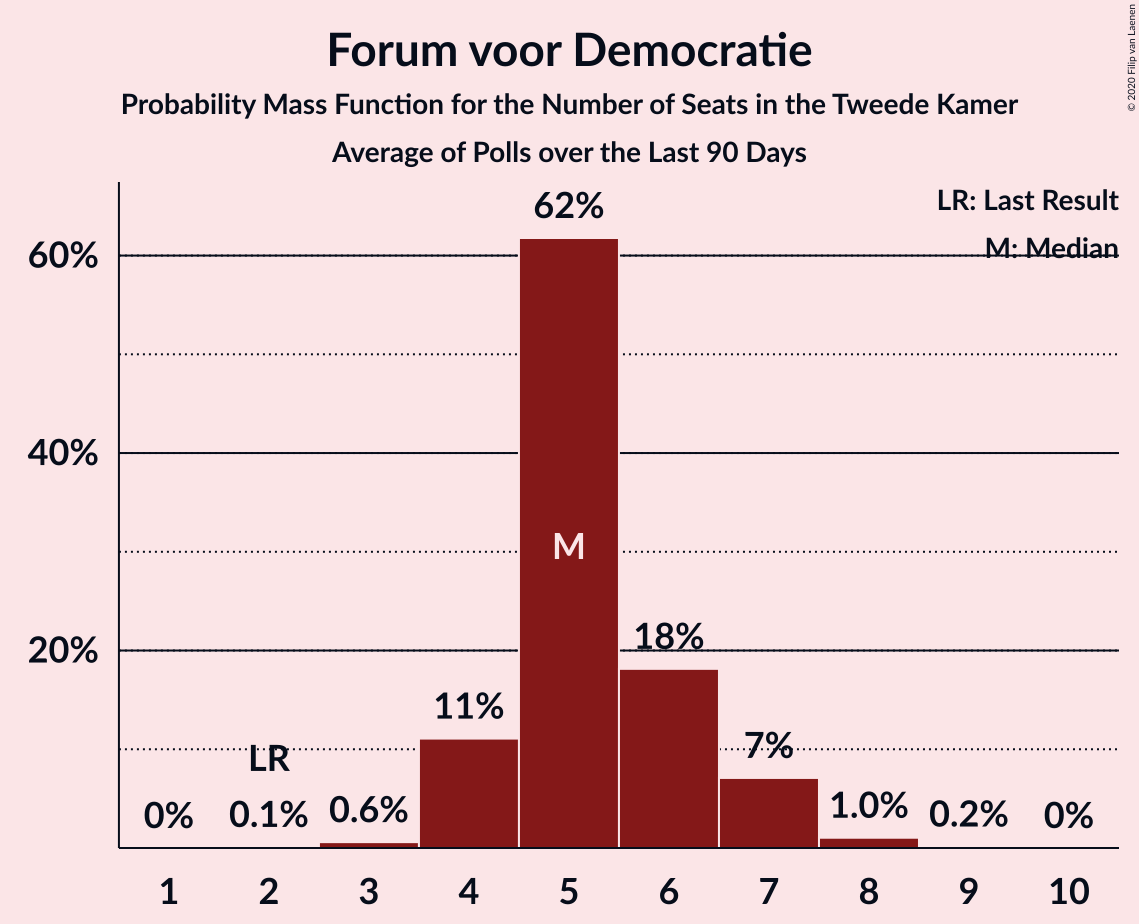 Forum voor Democratie
Probability Mass Function for the Number of Seats in the Tweede Kamer
Average of Polls over the Last 90 Days
© 2020 Filip van Laenen
LR: Last Result
M: Median
62%
60%
40%
M
20%
18%
11%
7%
LR
0%
0.1%
0.6%
1.0%
0.2%
0%
1 2 3 4 5 6 7 8 9 10